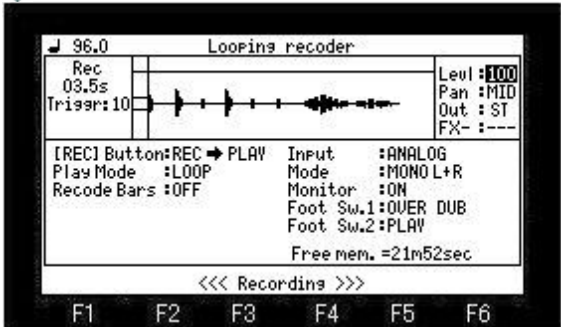 ♩ 96.0 Looping recoder
Rec
03.5s
Triggr:10
Levl :100
Pan :MID
Out :ST
FX- :---
[REC] Button:REC ➔ PLAY
Play Mode :LOOP
Recode Bars :OFF
Input :ANALOG
Mode :MONO L+R
Monitor :ON
Foot Sw.1:OVER DUB
Foot Sw.2:PLAY
Free mem. =21m52sec
<<< Recording >>>
F1 F2 F3 F4 F5 F6